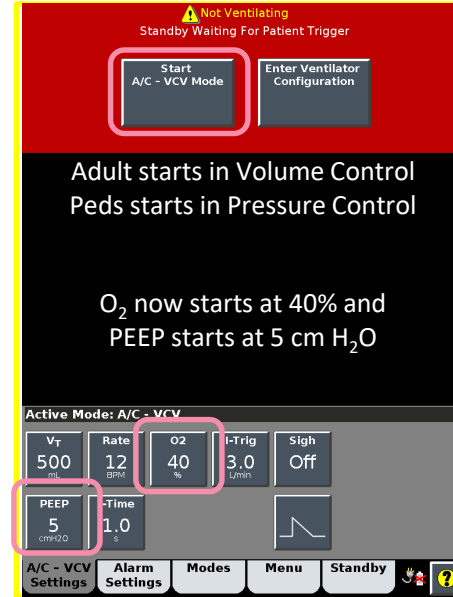 Not Ventilating
Standby Waiting For Patient Trigger
Start
A/C - VCV Mode
Enter Ventilator
Configuration
Adult starts in Volume Control
Peds starts in Pressure Control
O2 now starts at 40% and
PEEP starts at 5 cm H2O
Active Mode: A/C - VCV
VT Rate O2 I-Trig Sigh
500 12 40 3.0 Off
mL BPM % L/min
PEEP I-Time
5 1.0
cmH2O s
A/C - VCV Alarm Modes Menu Standby ?
Settings Settings